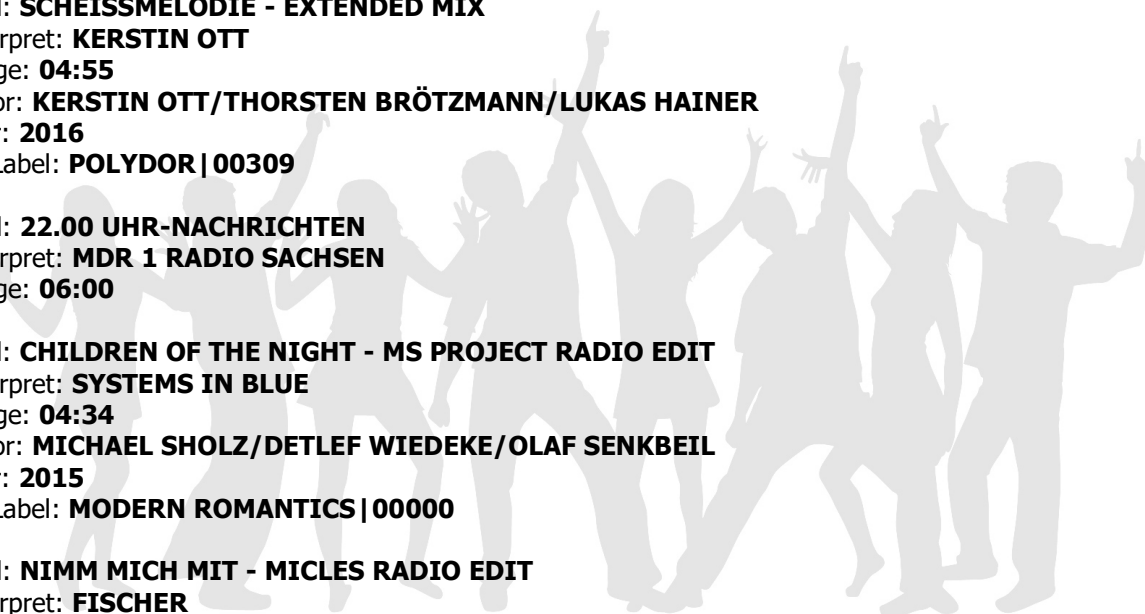 l: SCHEISSMELODIE - EXTENDED MIX
rpret: KERSTIN OTT
ge: 04:55
or: KERSTIN OTT/THORSTEN BRÖTZMANN/LUKAS HAINER
: 2016
Label: POLYDOR|00309
l: 22.00 UHR-NACHRICHTEN
rpret: MDR 1 RADIO SACHSEN
ge: 06:00
l: CHILDREN OF THE NIGHT - MS PROJECT RADIO EDIT
rpret: SYSTEMS IN BLUE
ge: 04:34
or: MICHAEL SHOLZ/DETLEF WIEDEKE/OLAF SENKBEIL
: 2015
Label: MODERN ROMANTICS|00000
l: NIMM MICH MIT - MICLES RADIO EDIT
rpret: FISCHER